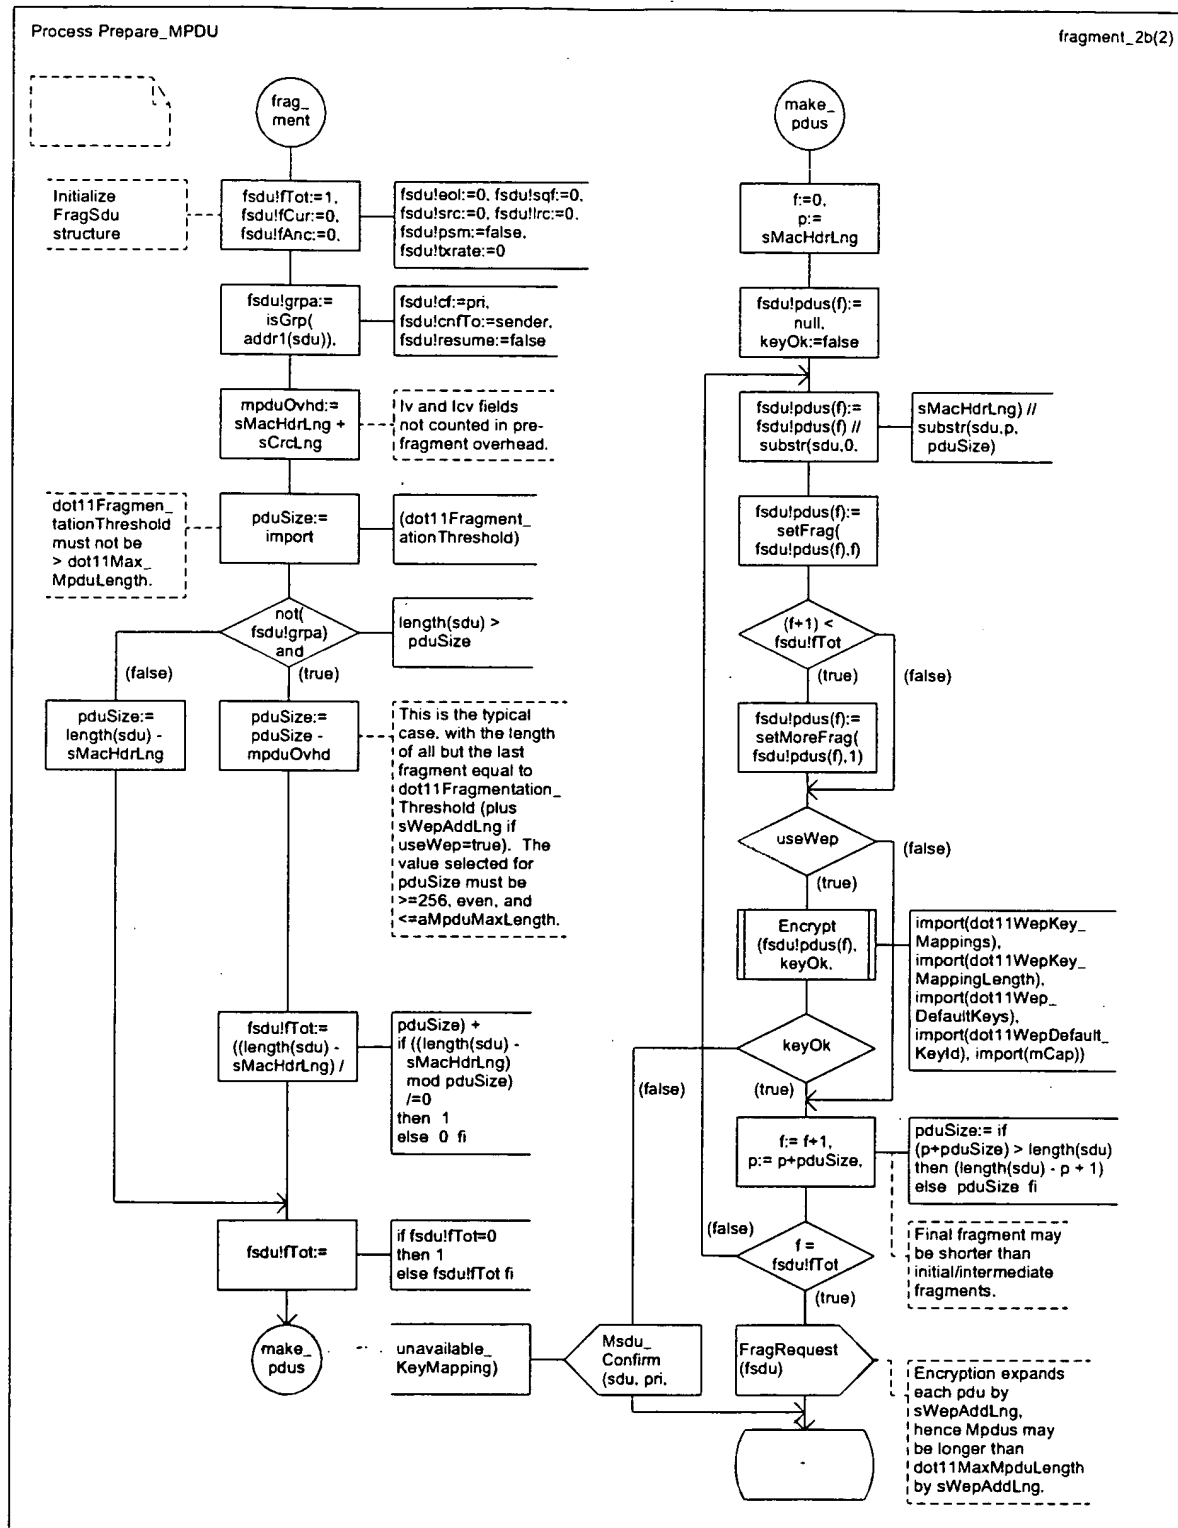 Process Prepare_MPDU
fragment_2b(2)
frag_
ment
Initialize
FragSdu
structure
fsdu!fTot:=1,
fsdu!fCur:=0,
fsdu!fAnc:=0,
fsdu!eol:=0, fsdu!sqf:=0,
fsdu!src:=0, fsdu!lrc:=0,
fsdu!psm:=false,
fsdu!txrate:=0
fsdu!grpa:=
isGrp(
addr1(sdu)),
fsdu!cf:=pri,
fsdu!cnfTo:=sender,
fsdu!resume:=false
mpduOvhd:=
sMacHdrLng +
sCrcLng
Iv and Icv fields
not counted in pre-
fragment overhead.
dot11Fragmen_
tationThreshold
must not be
> dot11Max_
MpduLength.
pduSize:=
import
(dot11Fragment_
ationThreshold)
not(
fsdu!grpa)
and
length(sdu) >
pduSize
(false)
(true)
pduSize:=
length(sdu) -
sMacHdrLng
pduSize:=
pduSize -
mpduOvhd
This is the typical
case, with the length
of all but the last
fragment equal to
dot11Fragmentation_
Threshold (plus
sWepAddLng if
useWep=true). The
value selected for
pduSize must be
>=256, even, and
<=aMpduMaxLength.
fsdu!fTot:=
((length(sdu) -
sMacHdrLng) /
pduSize) +
if ((length(sdu) -
sMacHdrLng)
mod pduSize)
/=0
then 1
else 0 fi
fsdu!fTot:=
if fsdu!fTot=0
then 1
else fsdu!fTot fi
make_
pdus
make_
pdus
f:=0,
p:=
sMacHdrLng
fsdu!pdus(f):=
null,
keyOk:=false
fsdu!pdus(f):=
fsdu!pdus(f) //
substr(sdu,0,
sMacHdrLng) //
substr(sdu,p,
pduSize)
fsdu!pdus(f):=
setFrag(
fsdu!pdus(f),f)
(f+1) <
fsdu!fTot
(true)
(false)
fsdu!pdus(f):=
setMoreFrag(
fsdu!pdus(f),1)
useWep
(false)
(true)
Encrypt
(fsdu!pdus(f),
keyOk,
import(dot11WepKey_
Mappings),
import(dot11WepKey_
MappingLength),
import(dot11Wep_
DefaultKeys),
import(dot11WepDefault_
KeyId), import(mCap))
keyOk
(false)
(true)
f:= f+1,
p:= p+pduSize,
pduSize:= if
(p+pduSize) > length(sdu)
then (length(sdu) - p + 1)
else pduSize fi
(false)
f =
fsdu!fTot
(true)
Final fragment may
be shorter than
initial/intermediate
fragments.
unavailable_
KeyMapping)
Msdu_
Confirm
(sdu, pri,
FragRequest
(fsdu)
Encryption expands
each pdu by
sWepAddLng,
hence Mpdus may
be longer than
dot11MaxMpduLength
by sWepAddLng.
-